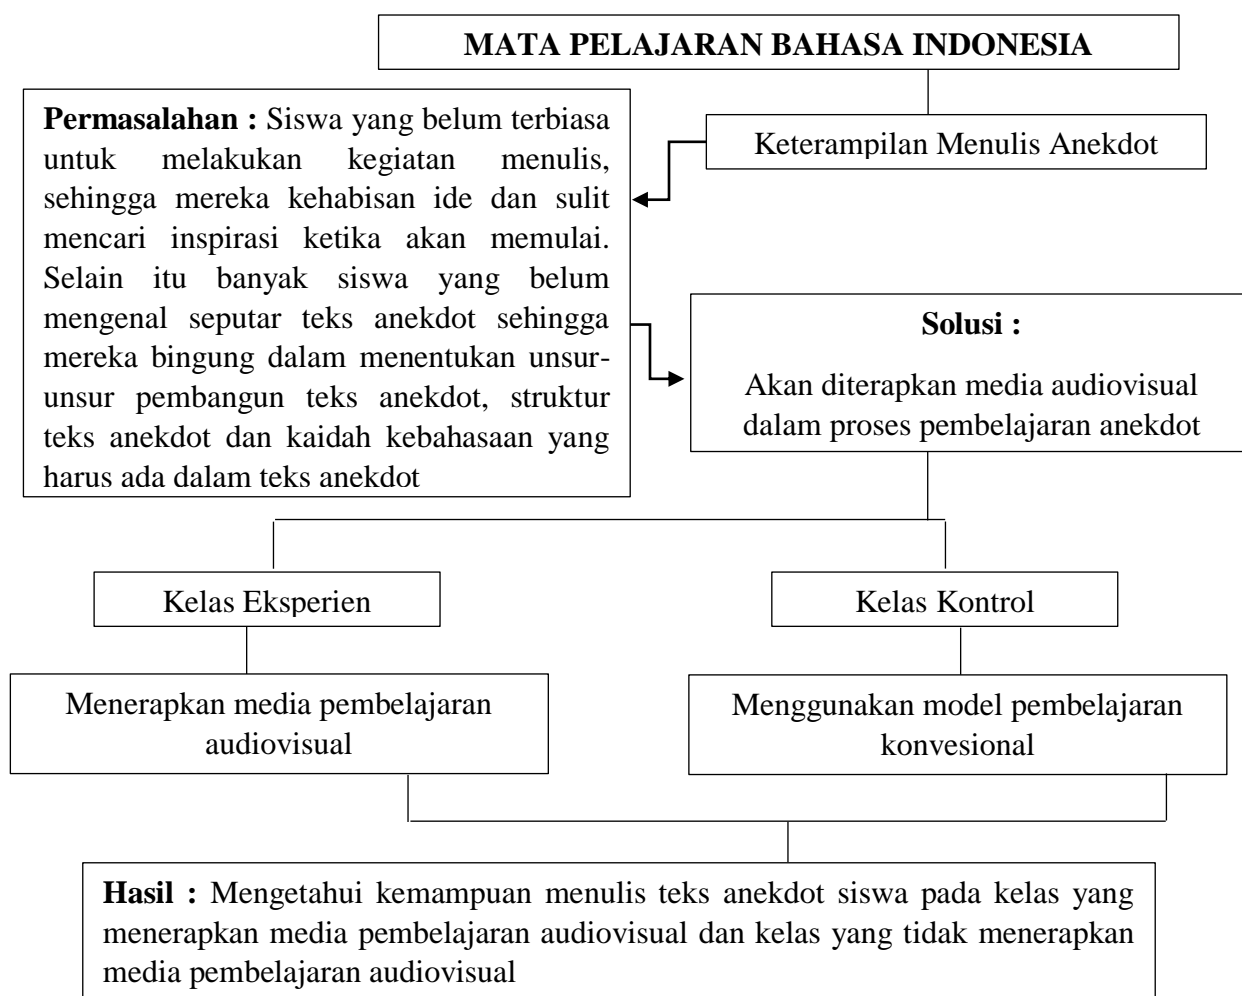 MATA PELAJARAN BAHASA INDONESIA
Keterampilan Menulis Anekdot
Permasalahan : Siswa yang belum terbiasa
untuk melakukan kegiatan menulis,
sehingga mereka kehabisan ide dan sulit
mencari inspirasi ketika akan memulai.
Selain itu banyak siswa yang belum
mengenal seputar teks anekdot sehingga
mereka bingung dalam menentukan unsur-
unsur pembangun teks anekdot, struktur
teks anekdot dan kaidah kebahasaan yang
harus ada dalam teks anekdot
Solusi :
Akan diterapkan media audiovisual
dalam proses pembelajaran anekdot
Kelas Eksperien
Kelas Kontrol
Menerapkan media pembelajaran
audiovisual
Menggunakan model pembelajaran
konvesional
Hasil : Mengetahui kemampuan menulis teks anekdot siswa pada kelas yang
menerapkan media pembelajaran audiovisual dan kelas yang tidak menerapkan
media pembelajaran audiovisual